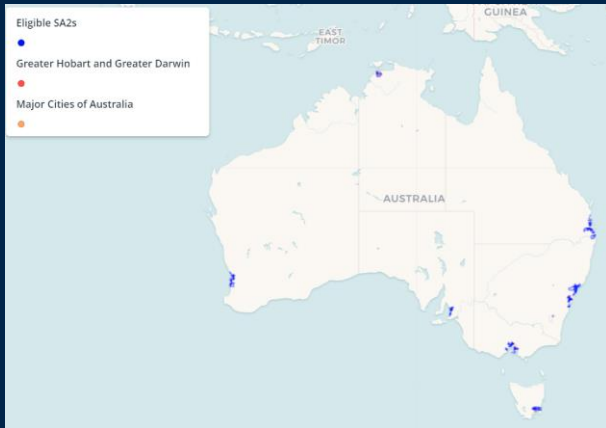 Eligible SA2s
Greater Hobart and Greater Darwin
Major Cities of Australia
GUINEA
EAST
TIMOR
AUSTRALIA